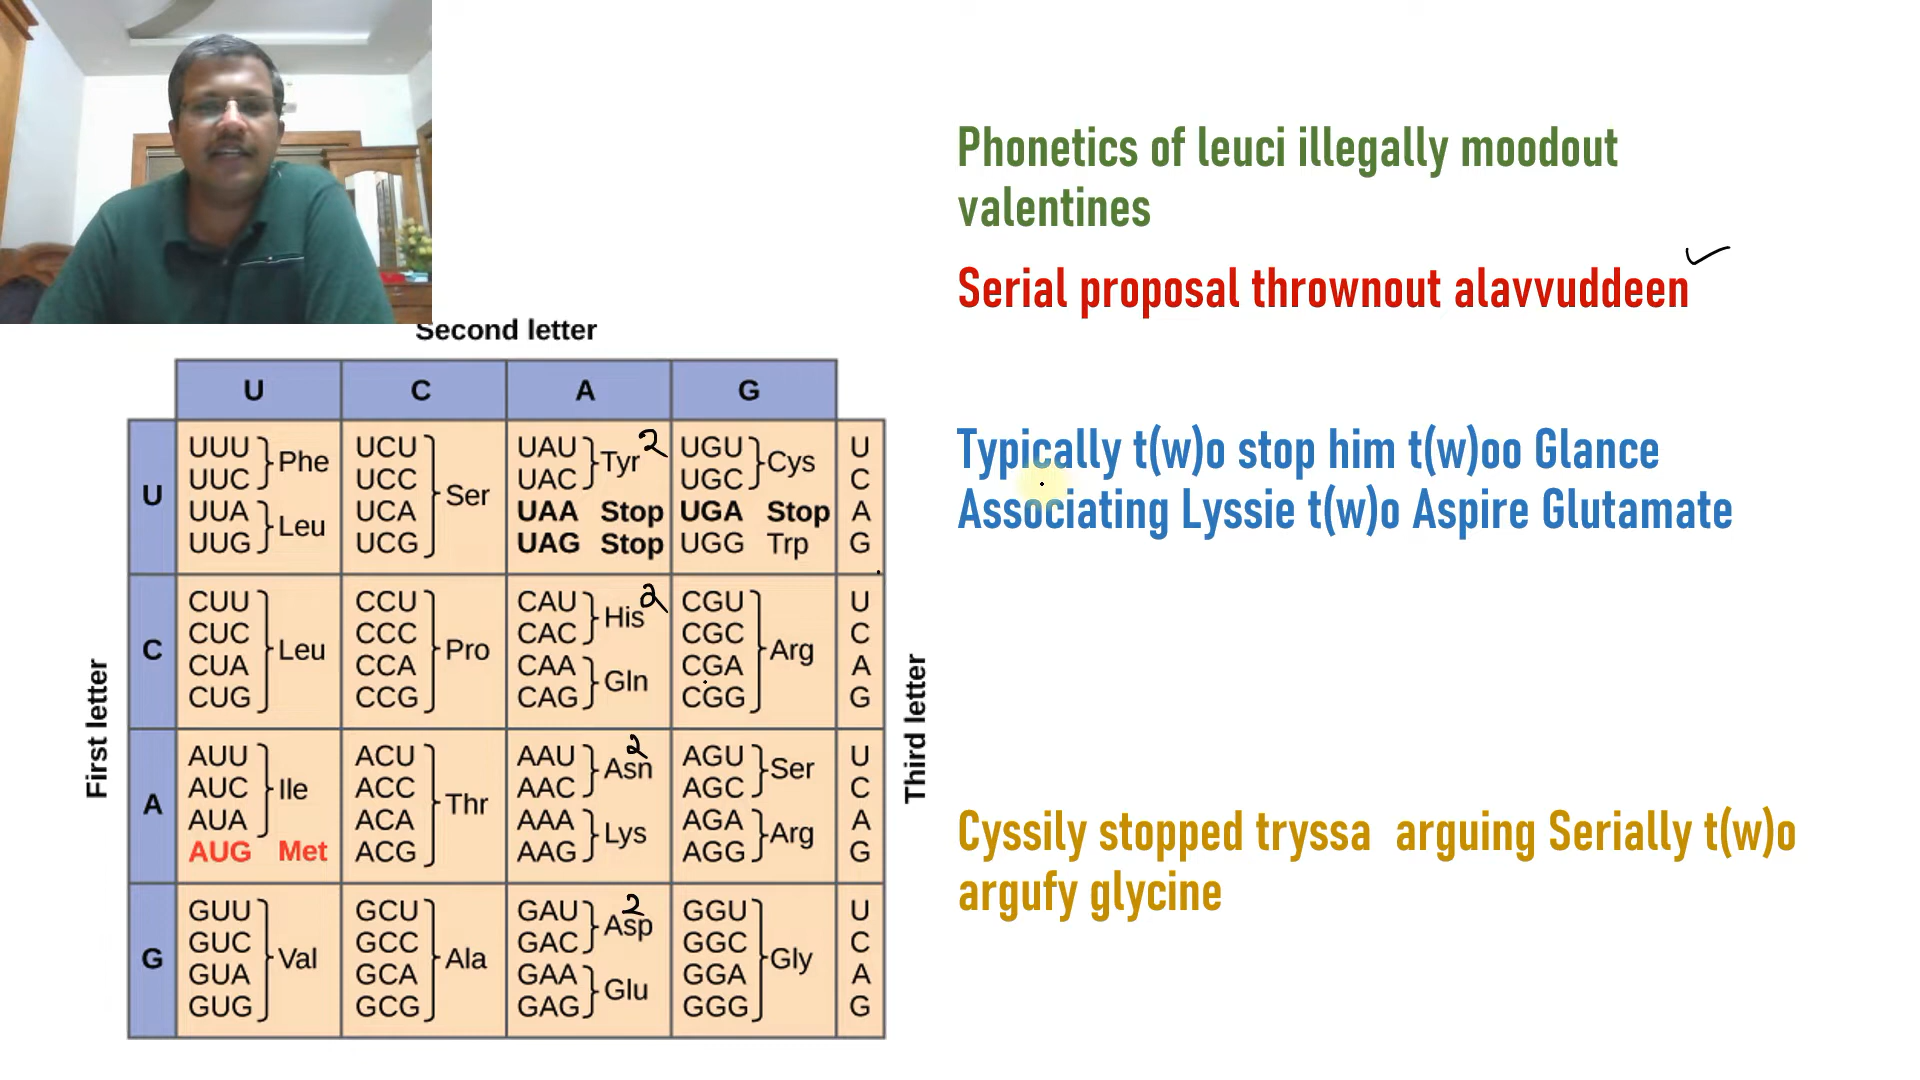 Phonetics of leuci illegally moodout
valentines
Serial proposal thrownout alavvuddeen
Typically t(w)o stop him t(w)oo Glance
Associating Lyssie t(w)o Aspire Glutamate
Cyssily stopped tryssa arguing Serially t(w)o
argufy glycine
Second letter
U C A G
First letter
Third letter
U
UUU UCU UAU UGU U
Phe Tyr 2 Cys
UUC UCC UAC UGC C
Ser
UUA UCA UAA Stop UGA Stop A
Leu
UUG UCG UAG Stop UGG Trp G
C
CUU CCU CAU CGU U
His 2
CUC CCC CAC CGC C
Leu Pro Arg
CUA CCA CAA CGA A
Gln
CUG CCG CAG CGG G
A
AUU ACU AAU AGU U
Asn 2 Ser
AUC ACC AAC AGC C
Ile Thr
AUA ACA AAA AGA A
Lys Arg
AUG Met ACG AAG AGG G
G
GUU GCU GAU GGU U
Asp 2
GUC GCC GAC GGC C
Val Ala Gly
GUA GCA GAA GGA A
Glu
GUG GCG GAG GGG G